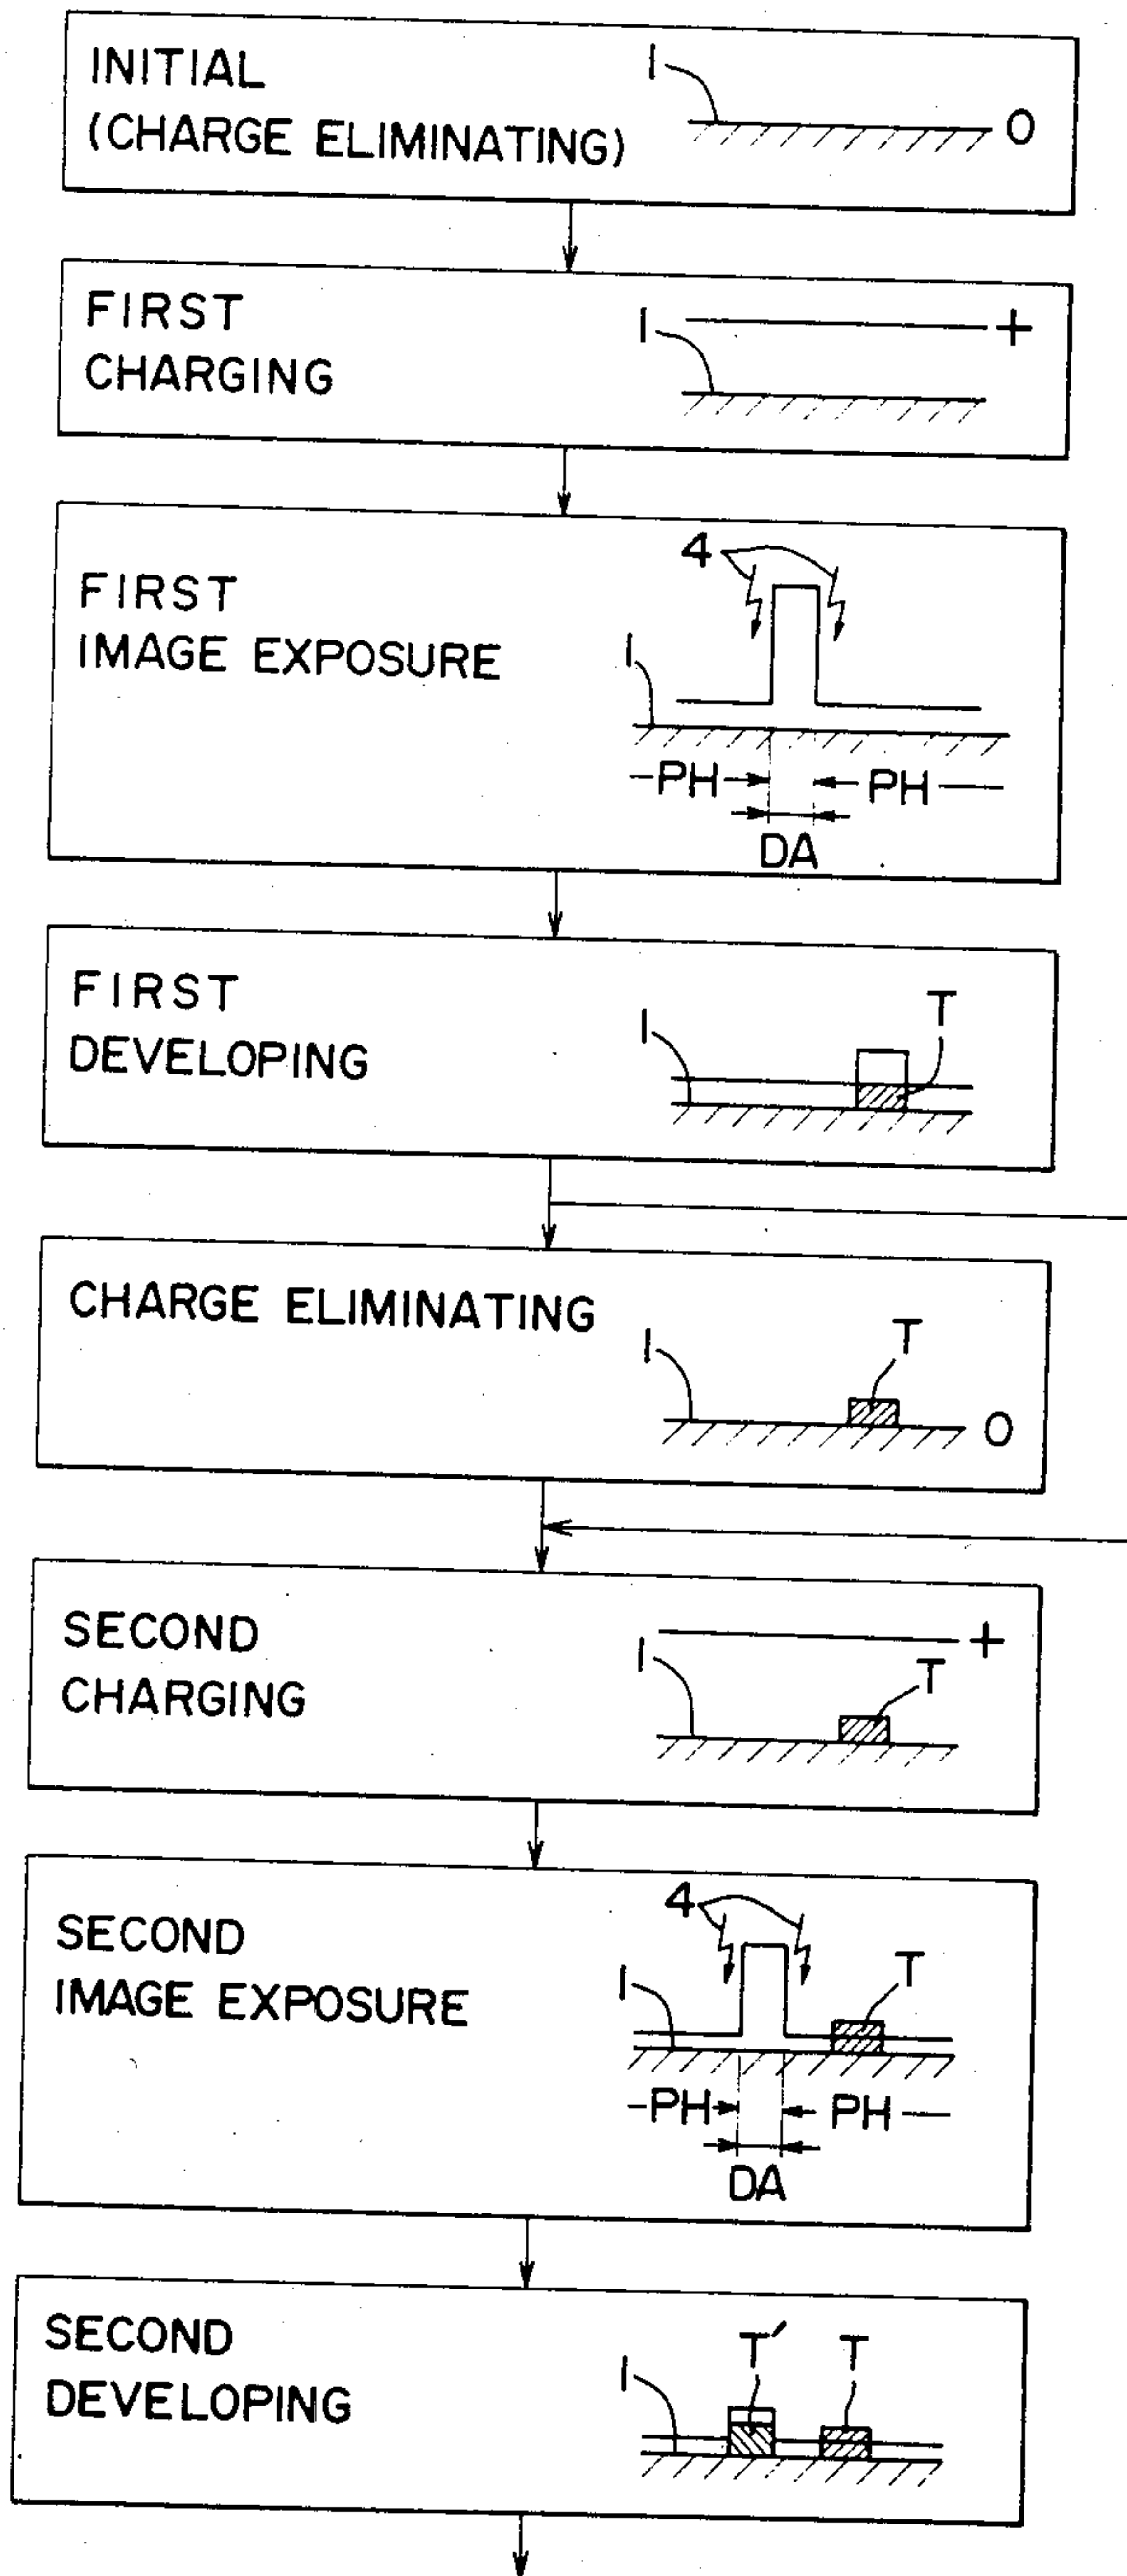 INITIAL
(CHARGE ELIMINATING)
1
0
FIRST
CHARGING
1
+
FIRST
IMAGE EXPOSURE
4
1
PH
PH
DA
FIRST
DEVELOPING
1
T
CHARGE ELIMINATING
1
T
0
SECOND
CHARGING
1
+
T
SECOND
IMAGE EXPOSURE
4
1
T
PH
PH
DA
SECOND
DEVELOPING
1
T′
T